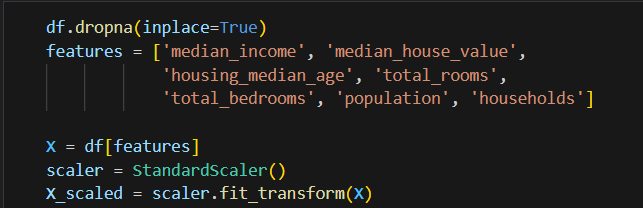 df.dropna(inplace=True)
features = ['median_income', 'median_house_value',
'housing_median_age', 'total_rooms',
'total_bedrooms', 'population', 'households']
X = df[features]
scaler = StandardScaler()
X_scaled = scaler.fit_transform(X)